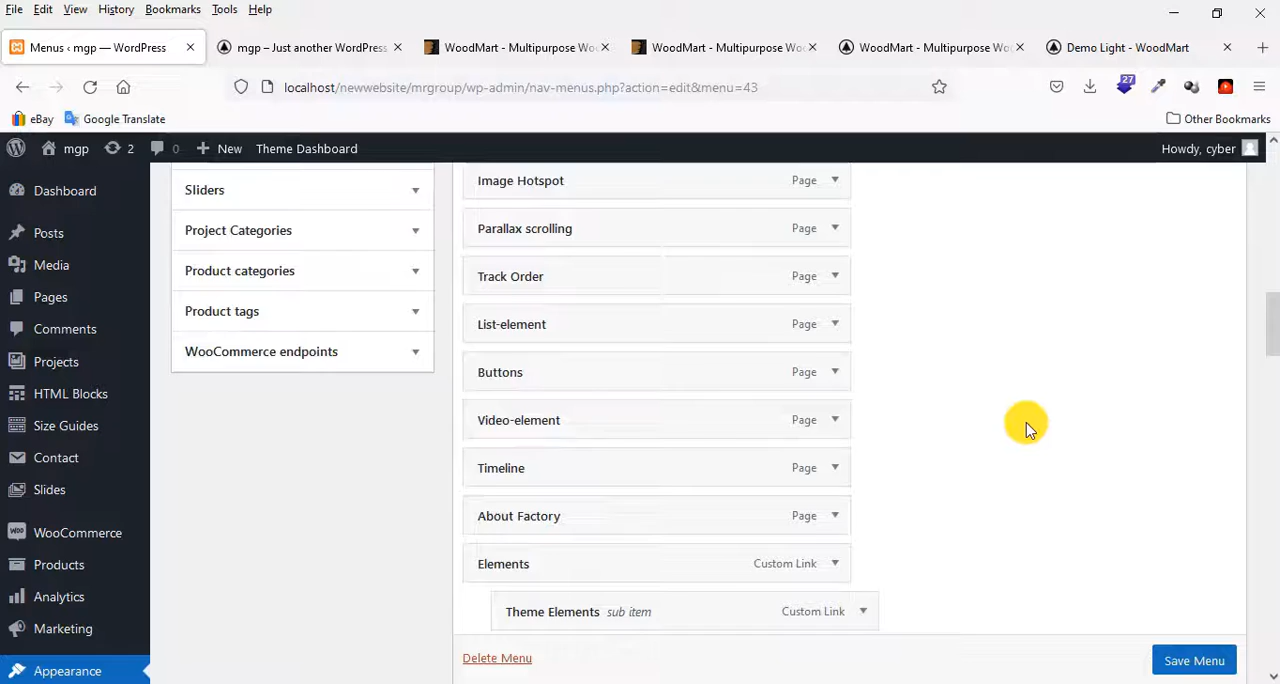 File Edit View History Bookmarks Tools Help
Menus ‹ mgp — WordPress
mgp – Just another WordPress
WoodMart - Multipurpose Wo
WoodMart - Multipurpose Wo
WoodMart - Multipurpose Wo
Demo Light - WoodMart
localhost/newwebsite/mrgroup/wp-admin/nav-menus.php?action=edit&menu=43
27
eBay Google Translate Other Bookmarks
mgp 2 0 New Theme Dashboard Howdy, cyber
Dashboard
Posts
Media
Pages
Comments
Projects
HTML Blocks
Size Guides
Contact
Slides
WooCommerce
Products
Analytics
Marketing
Appearance
Sliders
Project Categories
Product categories
Product tags
WooCommerce endpoints
Image Hotspot Page
Parallax scrolling Page
Track Order Page
List-element Page
Buttons Page
Video-element Page
Timeline Page
About Factory Page
Elements Custom Link
Theme Elements sub item Custom Link
Delete Menu Save Menu